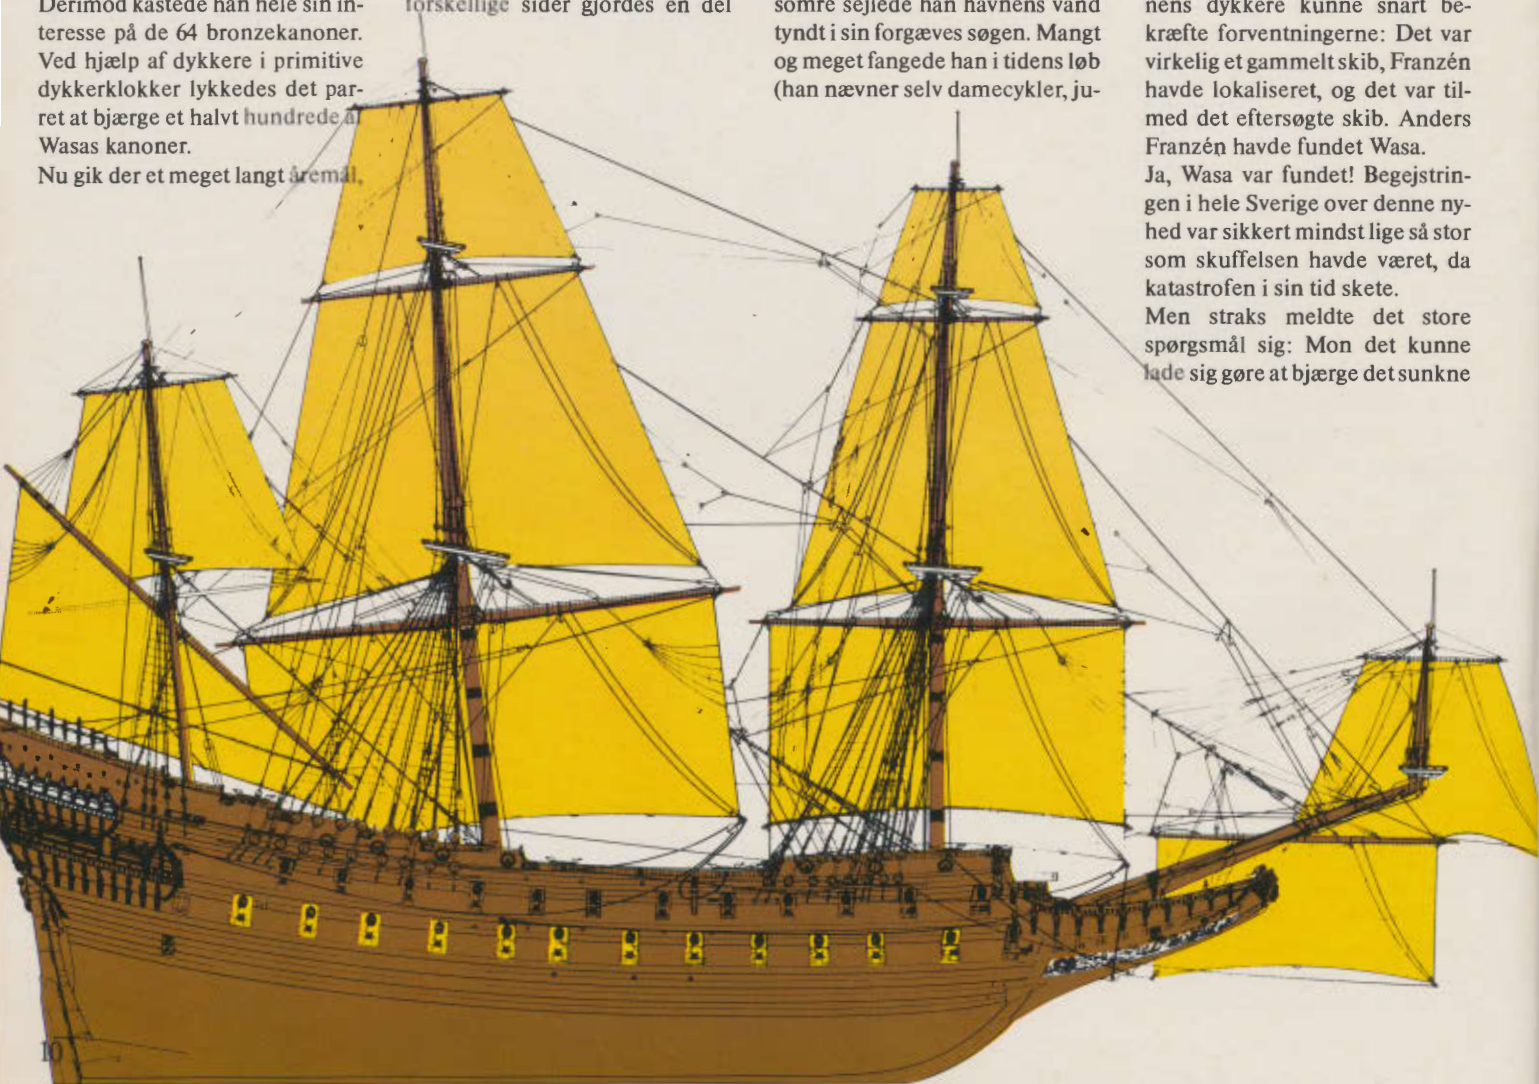 Derimod kastede han hele sin in-
teresse på de 64 bronzekanoner.
Ved hjælp af dykkere i primitive
dykkerklokker lykkedes det par-
ret at bjærge et halvt hundrede af
Wasas kanoner.
Nu gik der et meget langt åremål,
forskellige sider gjordes en del
somre sejlede han havnens vand
tyndt i sin forgæves søgen. Mangt
og meget fangede han i tidens løb
(han nævner selv damecykler, ju-
nens dykkere kunne snart be-
kræfte forventningerne: Det var
virkelig et gammelt skib, Franzén
havde lokaliseret, og det var til-
med det eftersøgte skib. Anders
Franzén havde fundet Wasa.
Ja, Wasa var fundet! Begejstrin-
gen i hele Sverige over denne ny-
hed var sikkert mindst lige så stor
som skuffelsen havde været, da
katastrofen i sin tid skete.
Men straks meldte det store
spørgsmål sig: Mon det kunne
lade sig gøre at bjærge det sunkne
10